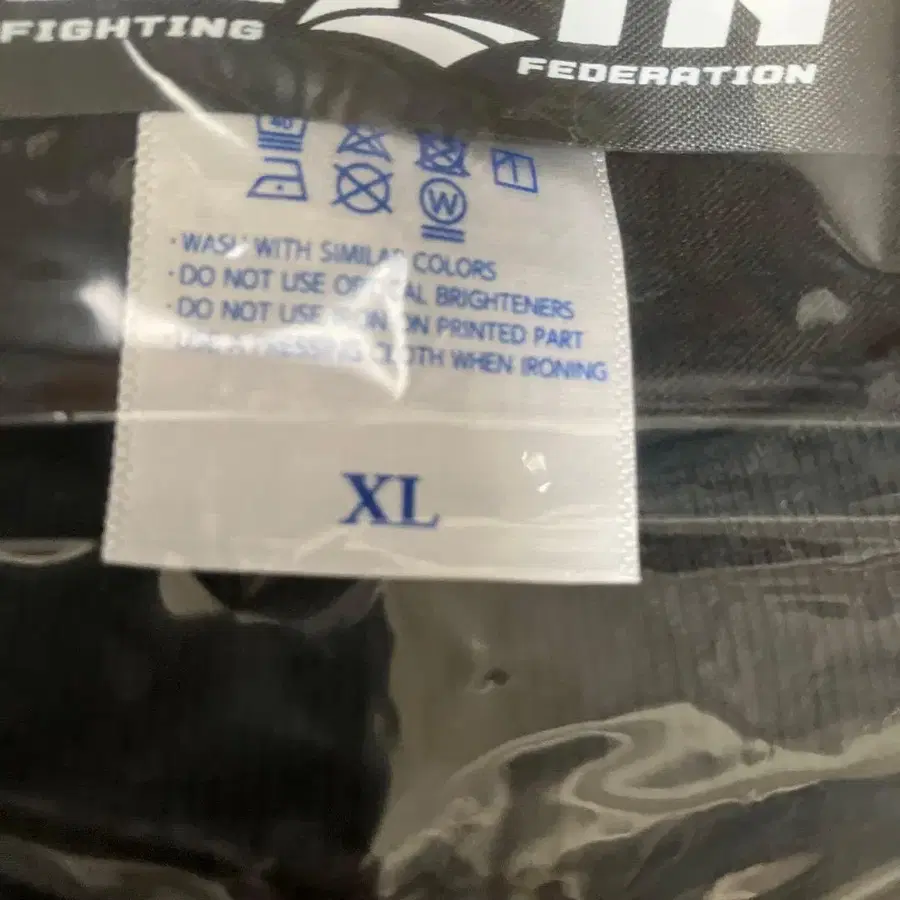 FIGHTING
FEDERATION
40
W
· WASH WITH SIMILAR COLORS
· DO NOT USE OPTICAL BRIGHTENERS
· DO NOT USE IRON ON PRINTED PART
CLOTH WHEN IRONING
XL